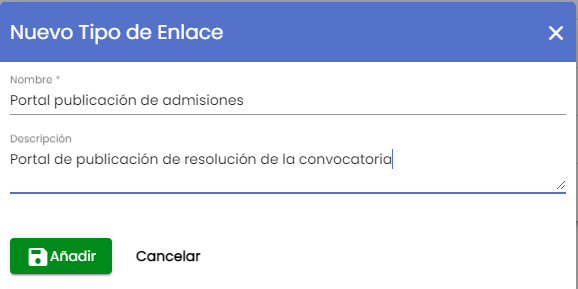 Nuevo Tipo de Enlace
Nombre *
Portal publicación de admisiones
Descripción
Portal de publicación de resolución de la convocatoria
Añadir Cancelar